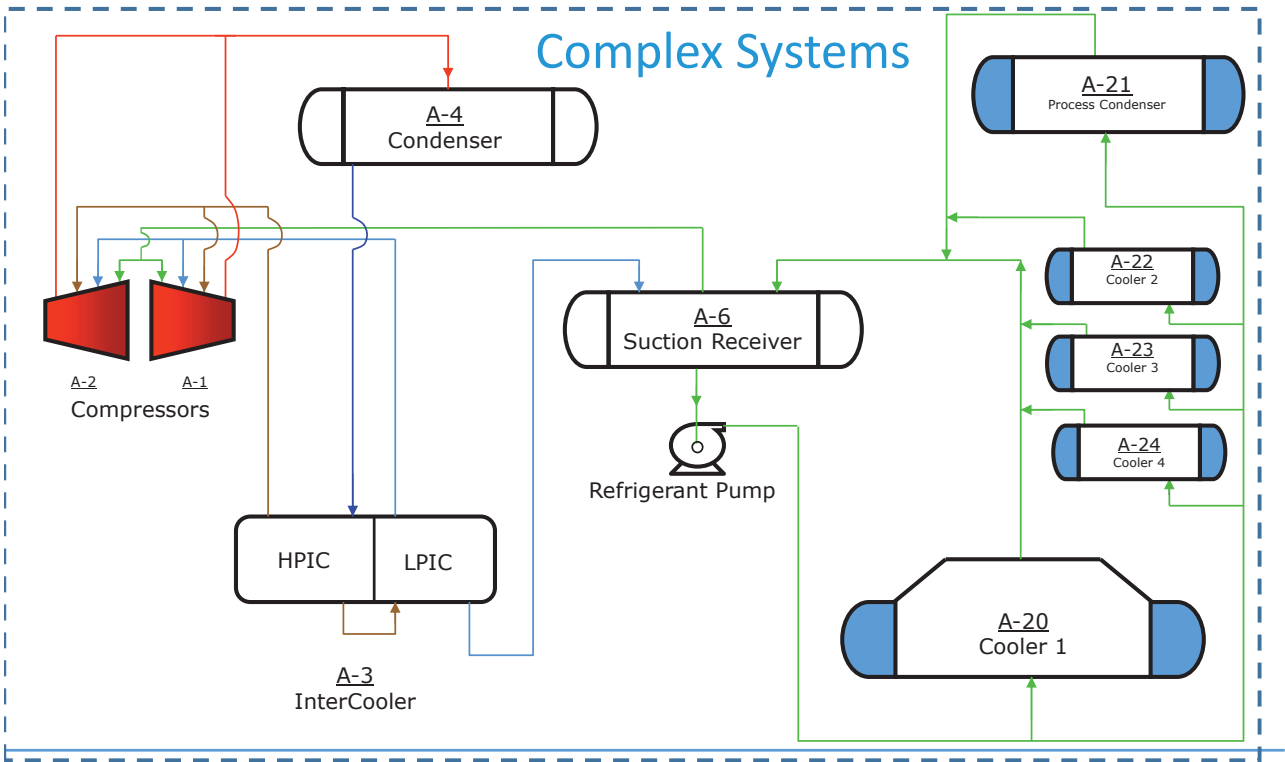 Complex Systems
A-4
Condenser
A-21
Process Condenser
A-22
Cooler 2
A-6
Suction Receiver
A-23
Cooler 3
A-2
A-1
Compressors
A-24
Cooler 4
Refrigerant Pump
HPIC
LPIC
A-20
Cooler 1
A-3
InterCooler